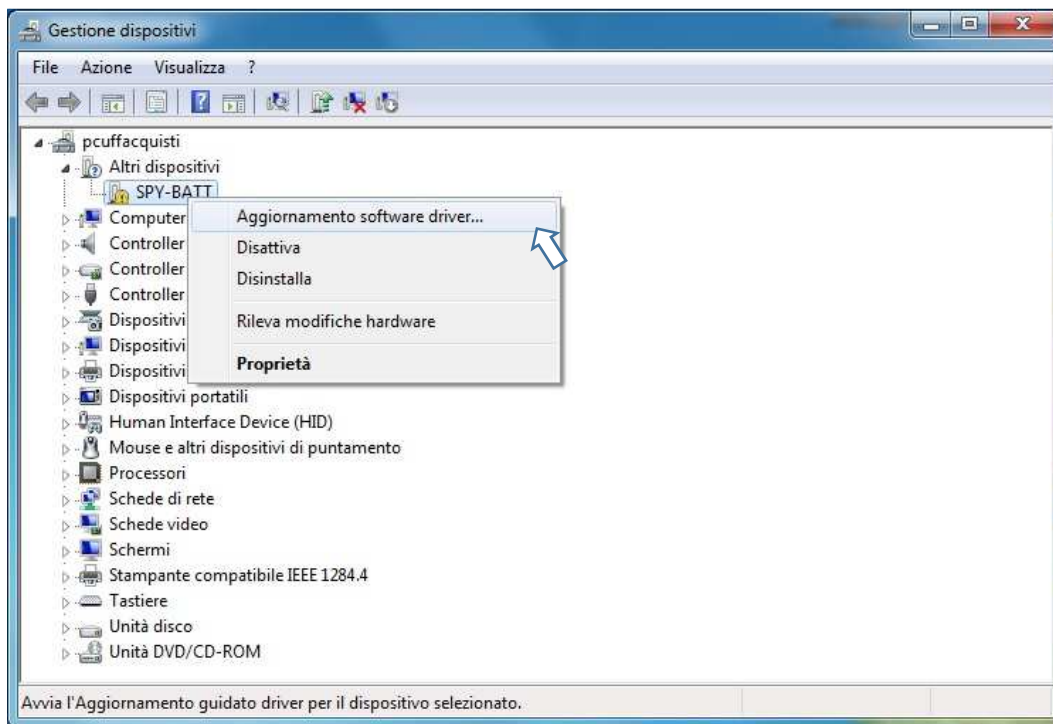 Gestione dispositivi
File Azione Visualizza ?
pcuffacquisti
Altri dispositivi
SPY-BATT
Computer
Aggiornamento software driver...
Controller
Disattiva
Controller
Disinstalla
Controller
Dispositivi
Rileva modifiche hardware
Dispositivi
Dispositivi
Proprietà
Dispositivi portatili
Human Interface Device (HID)
Mouse e altri dispositivi di puntamento
Processori
Schede di rete
Schede video
Schermi
Stampante compatibile IEEE 1284.4
Tastiere
Unità disco
Unità DVD/CD-ROM
Avvia l'Aggiornamento guidato driver per il dispositivo selezionato.